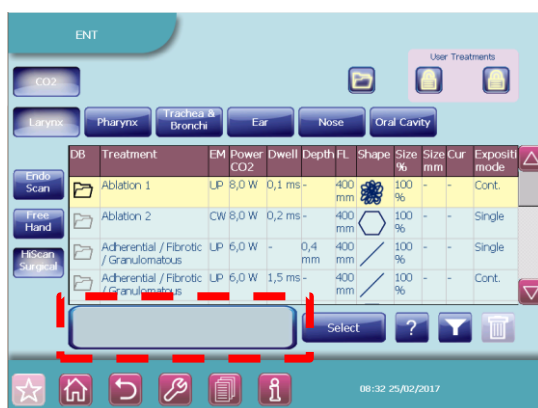 ENT
User Treatments
CO2
Larynx Pharynx Trachea & Bronchi Ear Nose Oral Cavity
DB Treatment EM Power CO2 Dwell Depth FL Shape Size % Size mm Cur Expositi mode
Endo Scan
Free Hand
HiScan Surgical
Ablation 1 UP 8,0 W 0,1 ms - 400 mm 100 % - - Cont.
Ablation 2 CW 8,0 W 0,2 ms - 400 mm 100 % - - Single
Adherential / Fibrotic / Granulomatous UP 6,0 W - 0,4 mm 400 mm 100 % - - Single
Adherential / Fibrotic / Granulomatous UP 6,0 W 1,5 ms - 400 mm 100 % - - Cont.
Select ?
08:32 25/02/2017